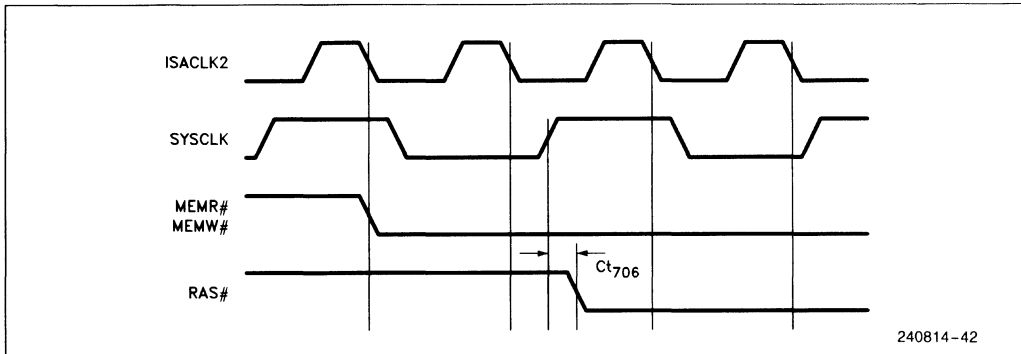 ISACLK2
SYSCLK
MEMR#
MEMW#
Ct706
RAS#
240814-42